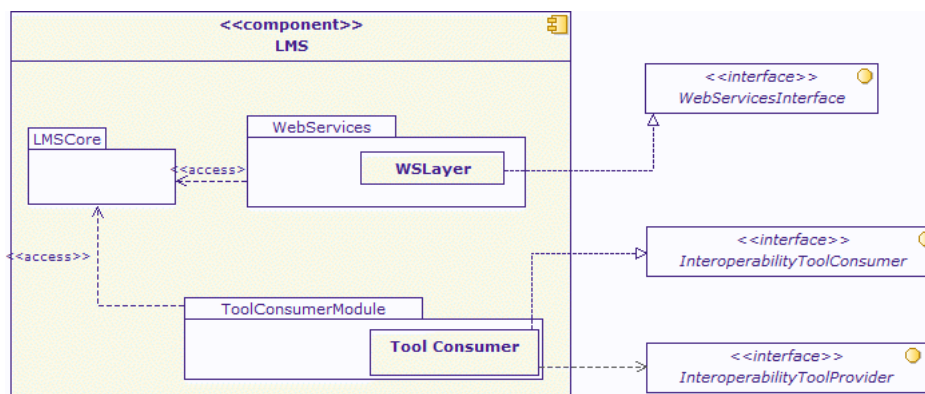 <<component>>
LMS
<<interface>>
WebServicesInterface
WebServices
LMSCore
WSLayer
<<access>
<<interface>>
InteroperabilityToolConsumer
<<access>>
ToolConsumerModule
Tool Consumer
<<interface>>
InteroperabilityToolProvider